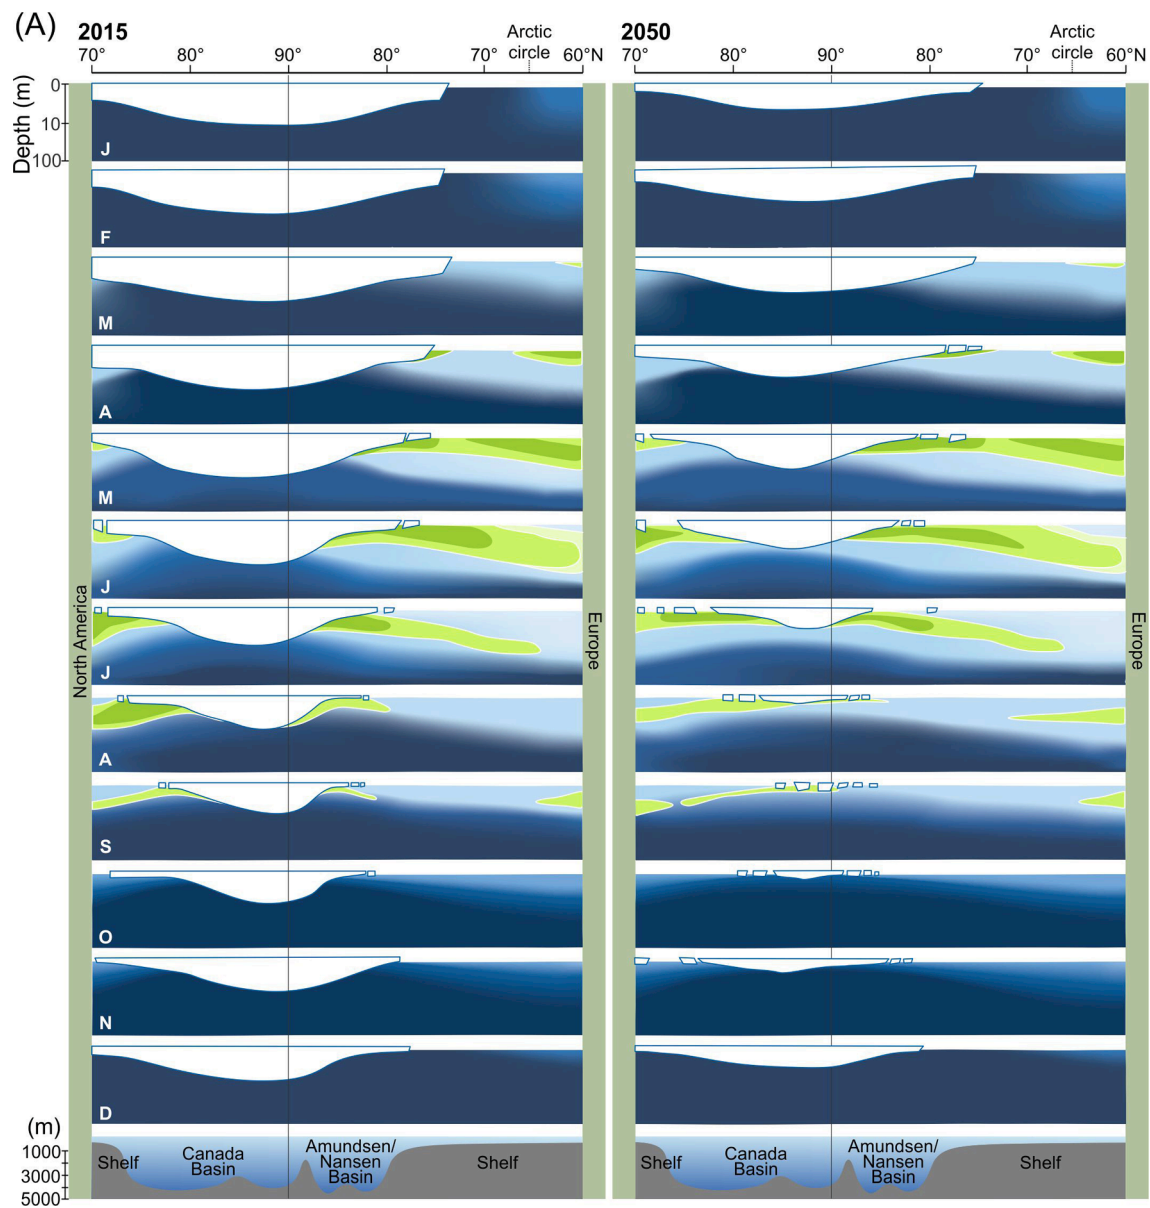 (A)
2015
2050
Arctic
circle
Arctic
circle
70° 80° 90° 80° 70° 60°N
70° 80° 90° 80° 70° 60°N
Depth (m)
0
10
100
J
F
M
A
M
J
J
A
S
O
N
D
North America
Europe
Europe
(m)
1000
3000
5000
Shelf
Canada
Basin
Amundsen/
Nansen
Basin
Shelf
Shelf
Canada
Basin
Amundsen/
Nansen
Basin
Shelf